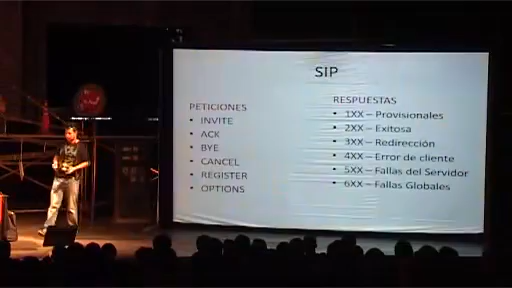 SIP
PETICIONES
• INVITE
• ACK
• BYE
• CANCEL
• REGISTER
• OPTIONS
RESPUESTAS
• 1XX – Provisionales
• 2XX – Exitosa
• 3XX – Redirección
• 4XX – Error de cliente
• 5XX – Fallas del Servidor
• 6XX – Fallas Globales